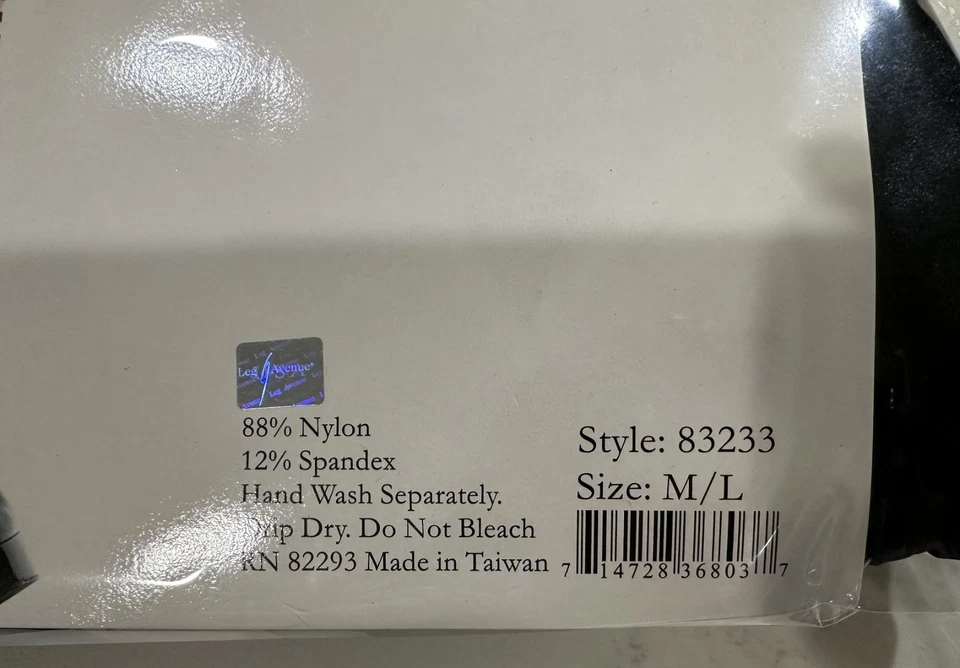 Leg Avenue
88% Nylon
12% Spandex
Hand Wash Separately.
Drip Dry. Do Not Bleach
RN 82293 Made in Taiwan
Style: 83233
Size: M/L
7 14728 36803 7